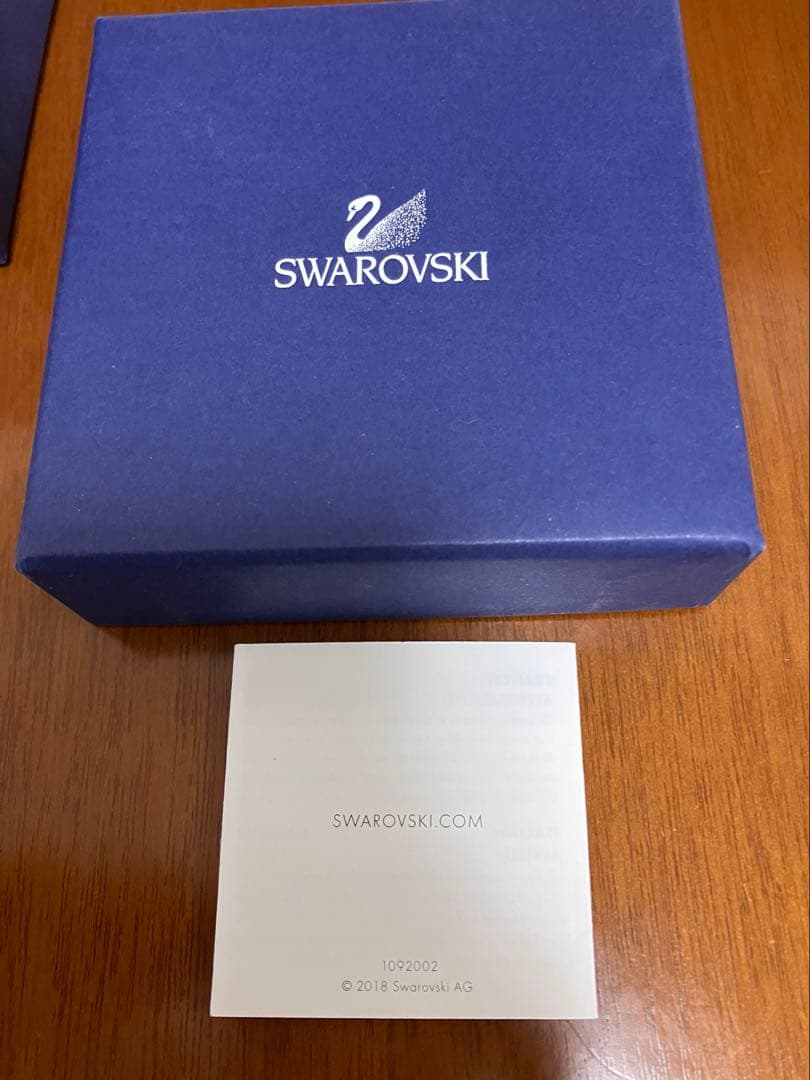 SWAROVSKI
SWAROVSKI.COM
1092002
© 2018 Swarovski AG